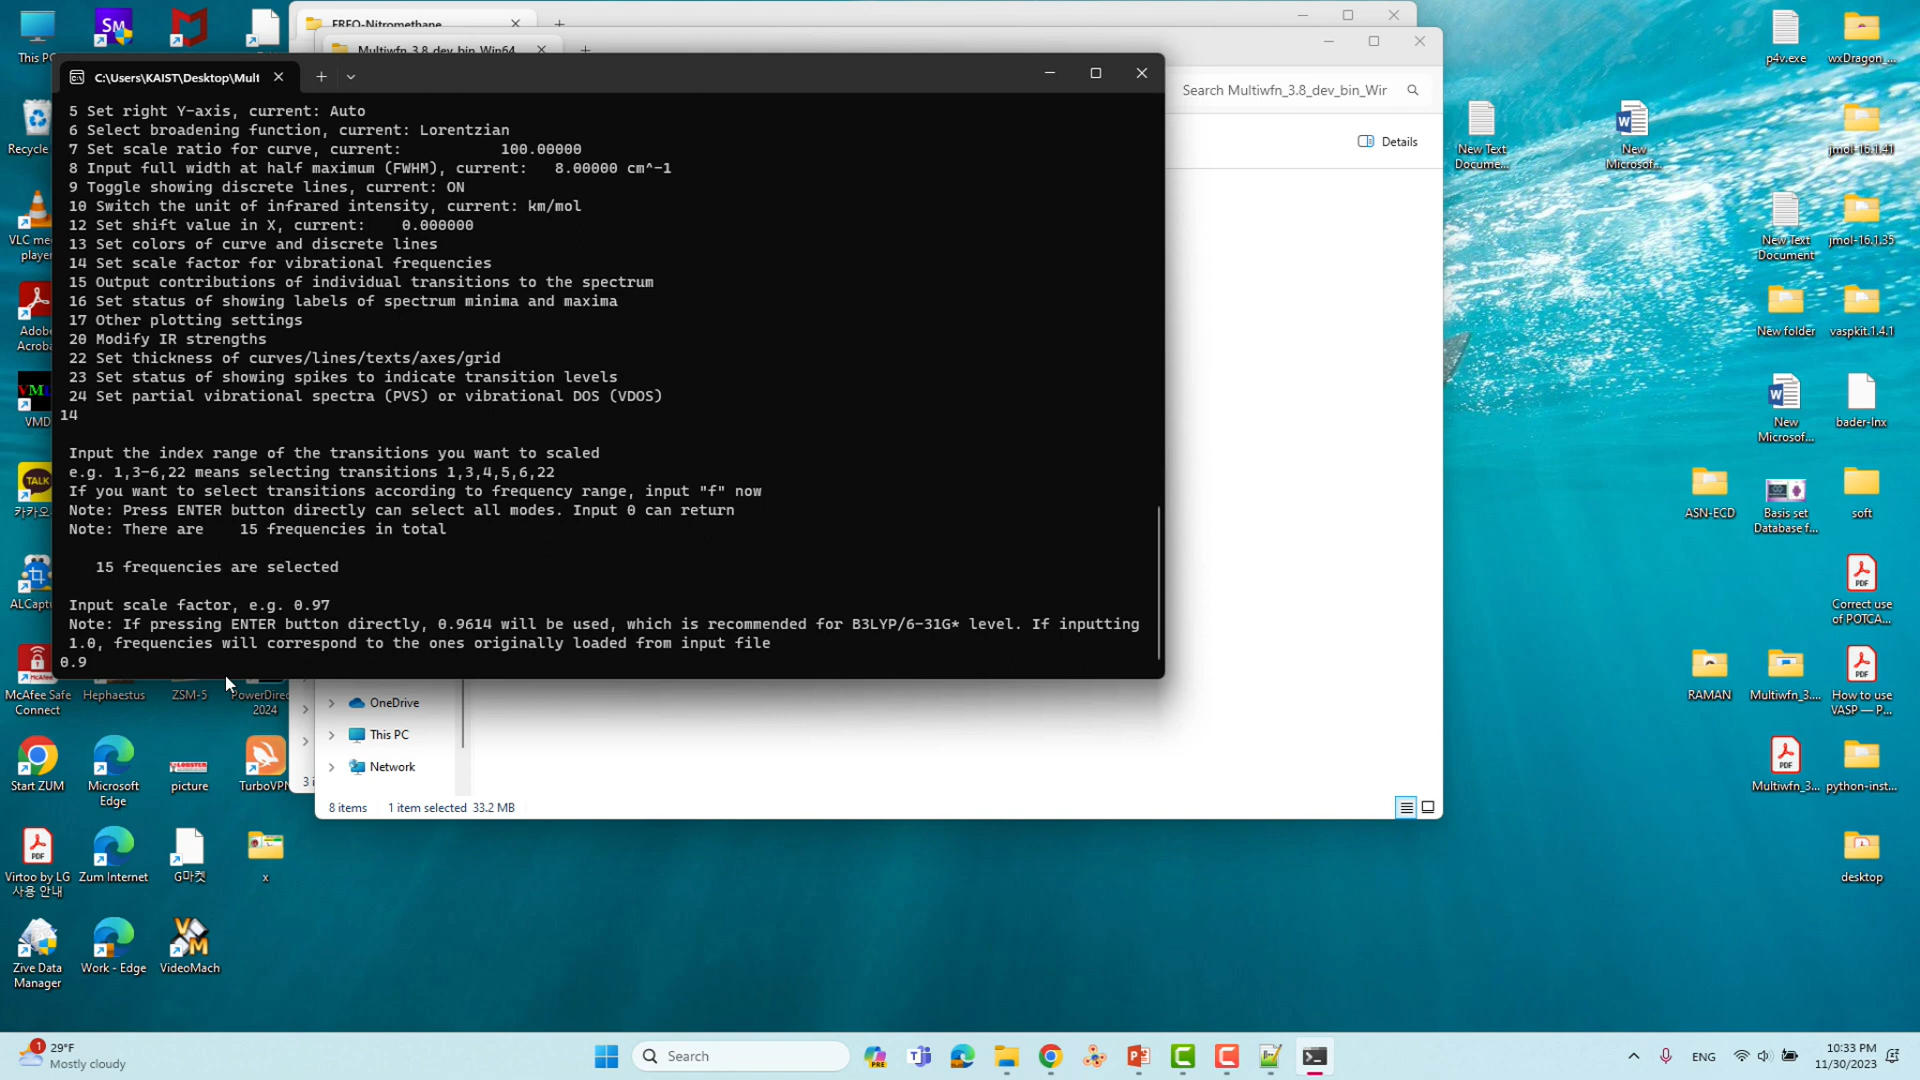 FREQ-Nitromethane
Multiwfn_3.8_dev_bin_Win64
C:\Users\KAIST\Desktop\Mult
Search Multiwfn_3.8_dev_bin_Wir
Details
5 Set right Y-axis, current: Auto
6 Select broadening function, current: Lorentzian
7 Set scale ratio for curve, current: 100.00000
8 Input full width at half maximum (FWHM), current: 8.00000 cm^-1
9 Toggle showing discrete lines, current: ON
10 Switch the unit of infrared intensity, current: km/mol
12 Set shift value in X, current: 0.000000
13 Set colors of curve and discrete lines
14 Set scale factor for vibrational frequencies
15 Output contributions of individual transitions to the spectrum
16 Set status of showing labels of spectrum minima and maxima
17 Other plotting settings
20 Modify IR strengths
22 Set thickness of curves/lines/texts/axes/grid
23 Set status of showing spikes to indicate transition levels
24 Set partial vibrational spectra (PVS) or vibrational DOS (VDOS)
14
Input the index range of the transitions you want to scaled
e.g. 1,3-6,22 means selecting transitions 1,3,4,5,6,22
If you want to select transitions according to frequency range, input "f" now
Note: Press ENTER button directly can select all modes. Input 0 can return
Note: There are 15 frequencies in total
15 frequencies are selected
Input scale factor, e.g. 0.97
Note: If pressing ENTER button directly, 0.9614 will be used, which is recommended for B3LYP/6-31G* level. If inputting
1.0, frequencies will correspond to the ones originally loaded from input file
0.9
OneDrive
This PC
Network
3 i
8 items 1 item selected 33.2 MB
This PC
SM
Recycle
VLC me
player
Adobe
Acroba
VMD
TALK
카카오
ALCaptu
McAfee Safe
Connect
Hephaestus
ZSM-5
PowerDirec
2024
Start ZUM
Microsoft
Edge
picture
TurboVPN
PDF
Virtoo by LG
사용 안내
Zum Internet
G마켓
x
Zive Data
Manager
Work - Edge
VideoMach
p4v.exe
wxDragon_...
New Text
Docume...
New
Microsof...
jmol-16.1.41
New Text
Document
jmol-16.1.35
New folder
vaspkit.1.4.1
New
Microsof...
bader-lnx
ASN-ECD
Basis set
Database f...
soft
PDF
Correct use
of POTCA...
RAMAN
Multiwfn_3....
PDF
How to use
VASP — P...
PDF
Multiwfn_3...
python-inst...
desktop
1
29°F
Mostly cloudy
Search
PRE
ENG
10:33 PM
11/30/2023